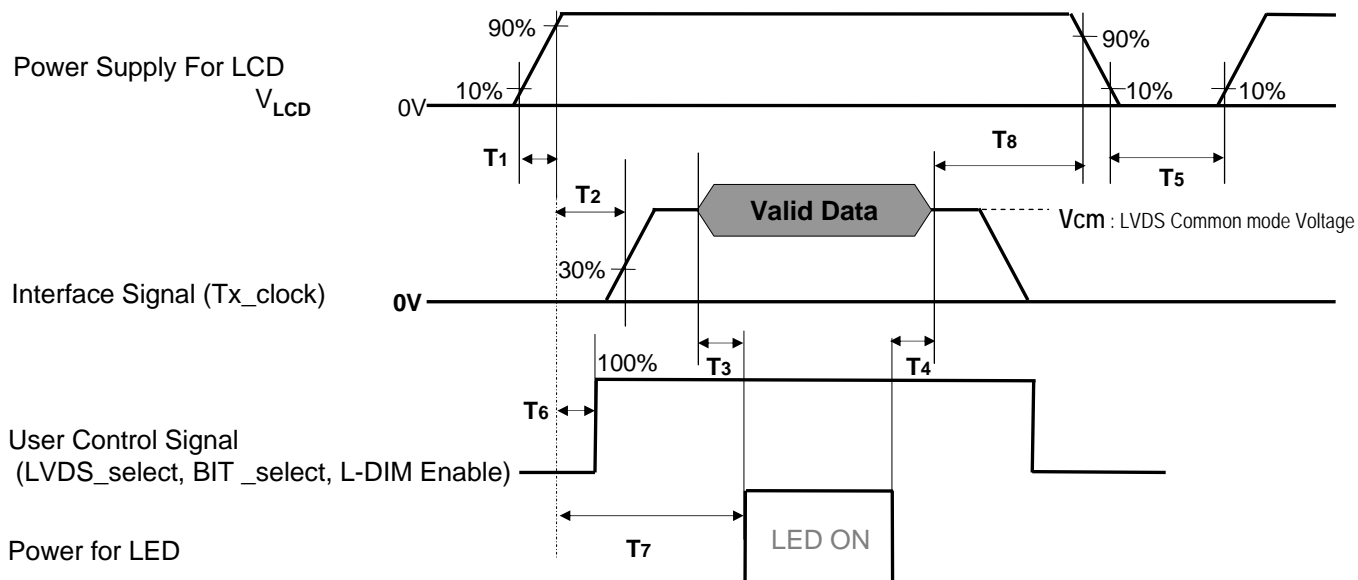 90%
90%
Power Supply For LCD
VLCD
10%
10%
10%
0V
T1
T8
T2
T5
Valid Data
Vcm : LVDS Common mode Voltage
30%
Interface Signal (Tx_clock)
0V
100%
T3
T4
T6
User Control Signal
(LVDS_select, BIT _select, L-DIM Enable)
T7
LED ON
Power for LED